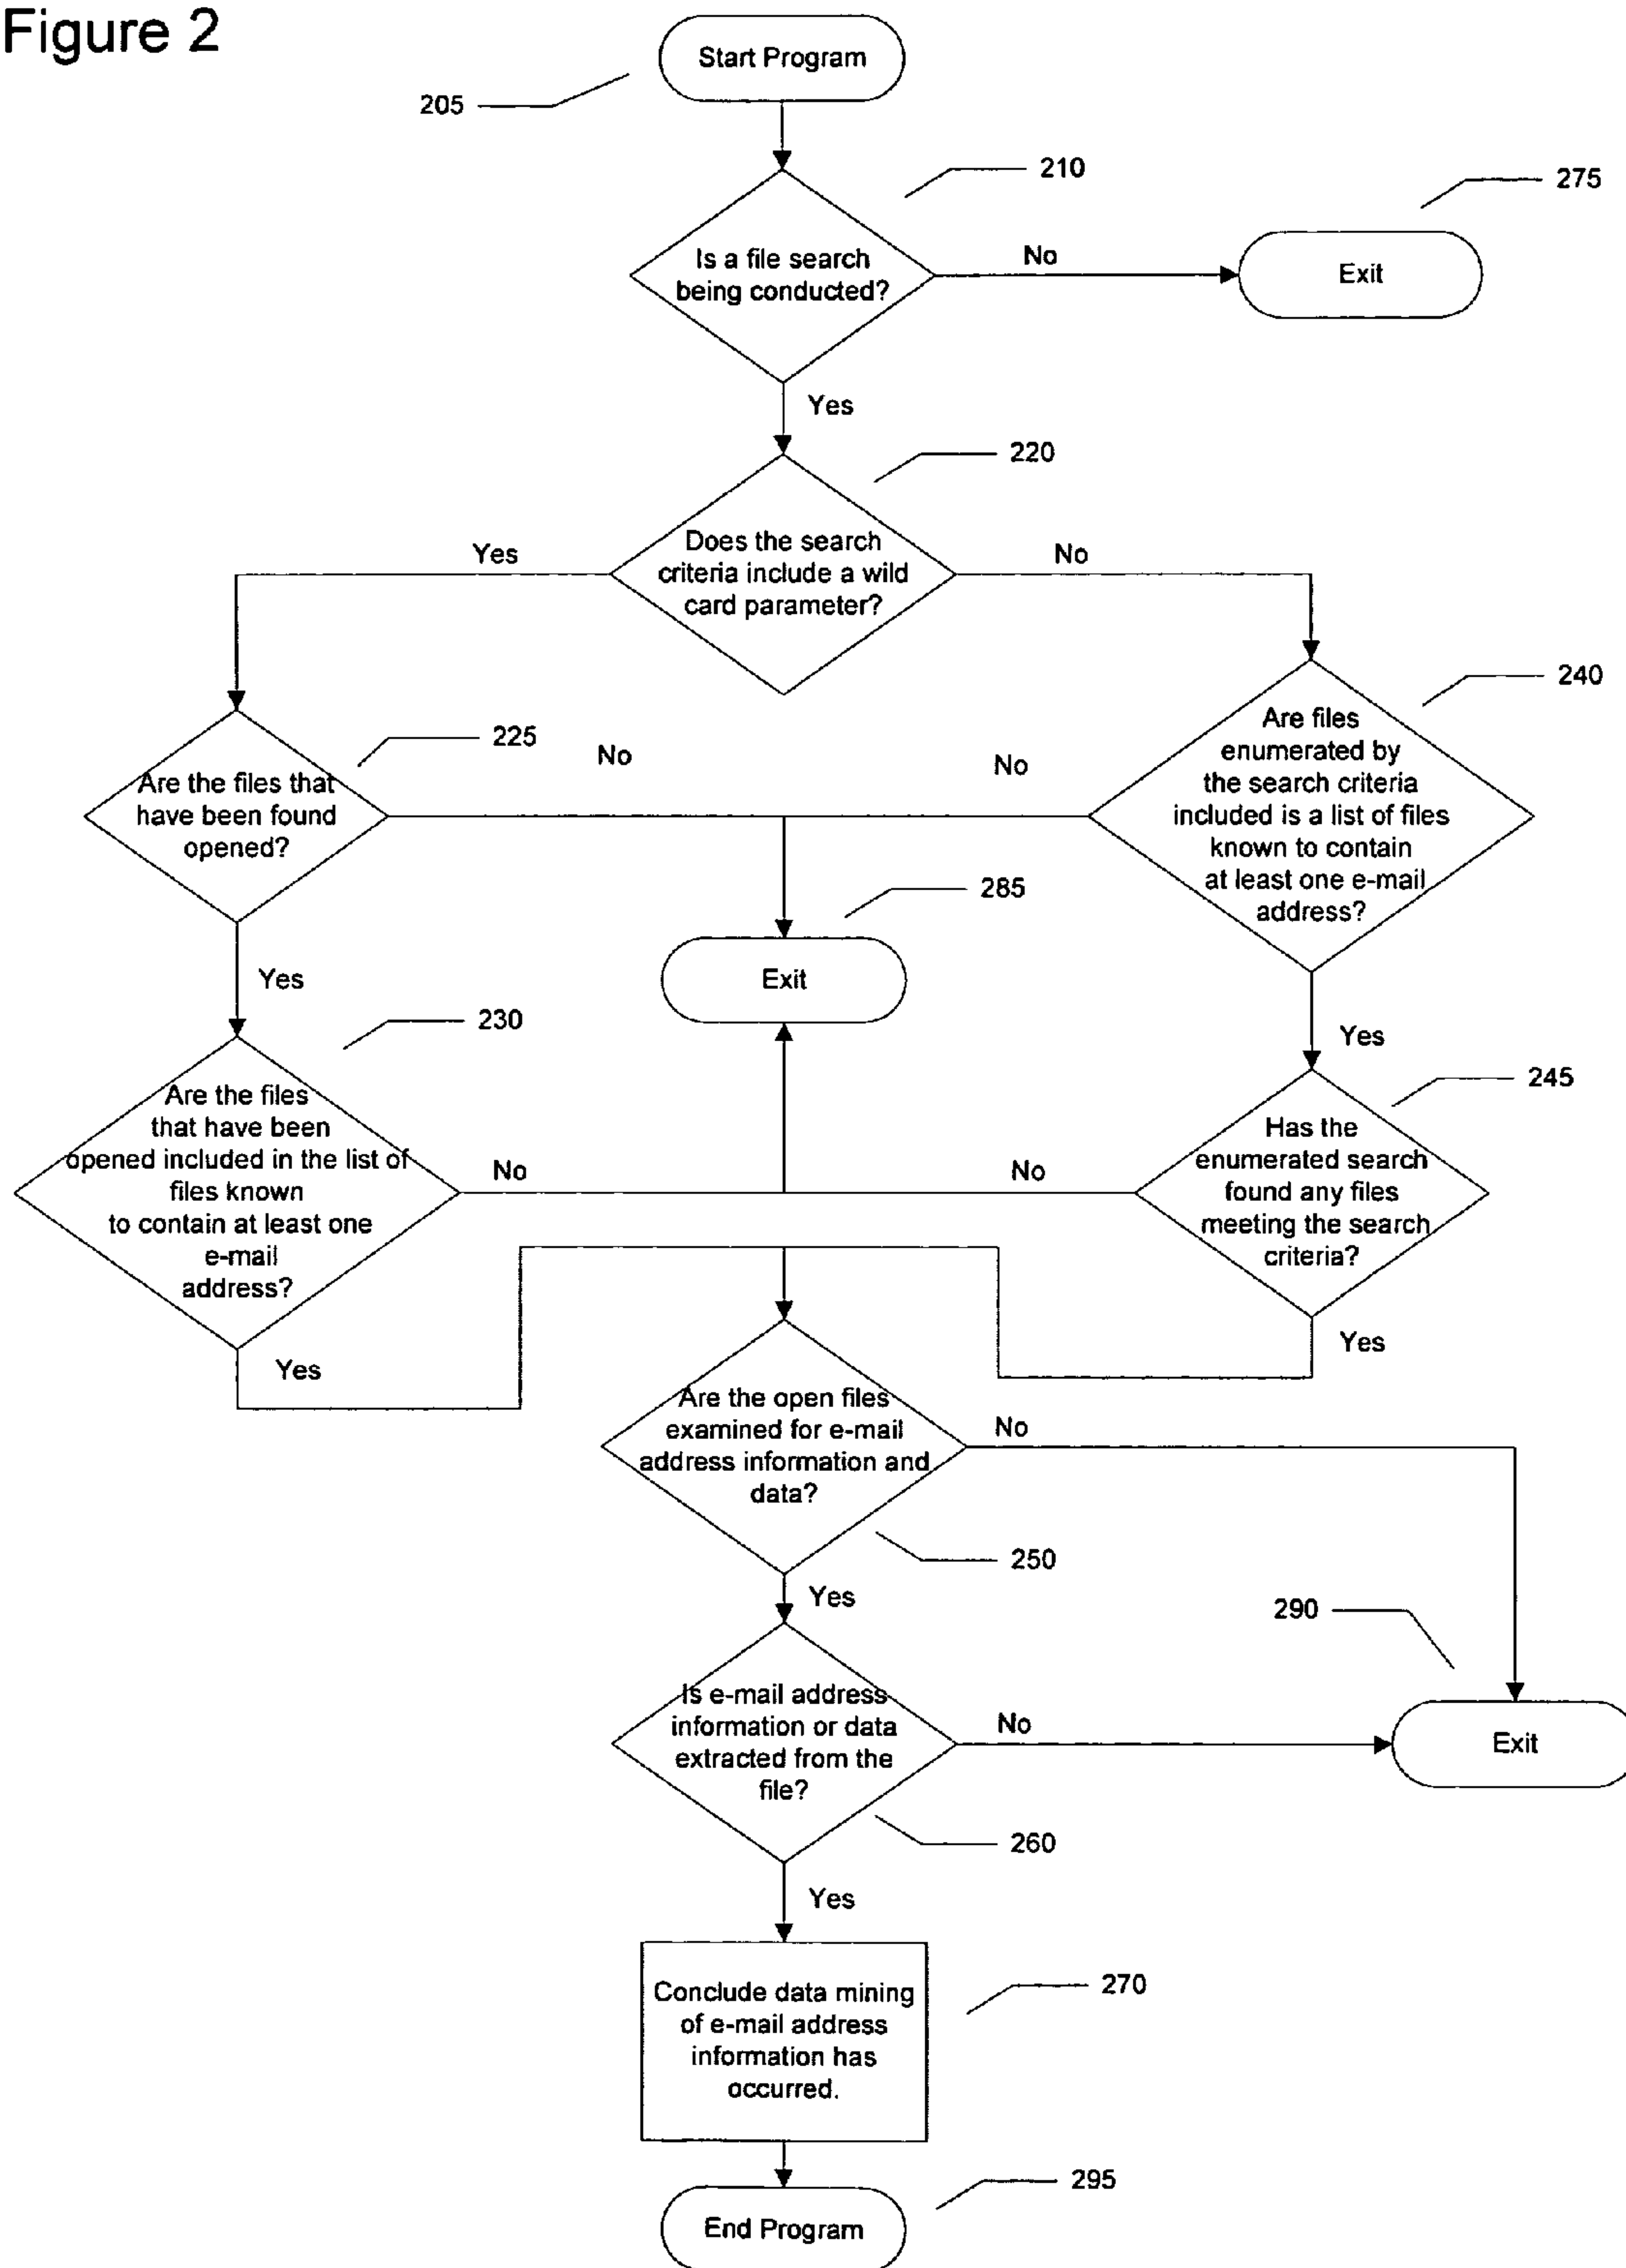 Figure 2
Start Program
205
210
275
Is a file search
being conducted?
No
Exit
Yes
220
Does the search
criteria include a wild
card parameter?
Yes
No
240
225
Are the files that
have been found
opened?
No
No
Are files
enumerated by
the search criteria
included is a list of files
known to contain
at least one e-mail
address?
285
Exit
Yes
230
Yes
245
Are the files
that have been
opened included in the list of
files known
to contain at least one
e-mail
address?
No
No
Has the
enumerated search
found any files
meeting the search
criteria?
Yes
Yes
Are the open files
examined for e-mail
address information and
data?
No
250
Yes
290
Is e-mail address
information or data
extracted from the
file?
No
Exit
260
Yes
Conclude data mining
of e-mail address
information has
occurred.
270
295
End Program